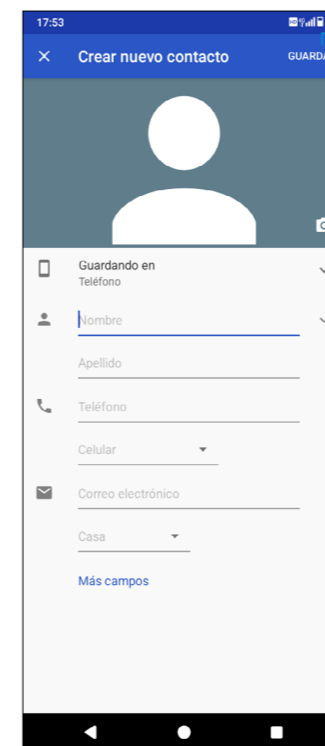 17:53
Crear nuevo contacto
GUARDA
Guardando en
Teléfono
Nombre
Apellido
Teléfono
Celular
Correo electrónico
Casa
Más campos